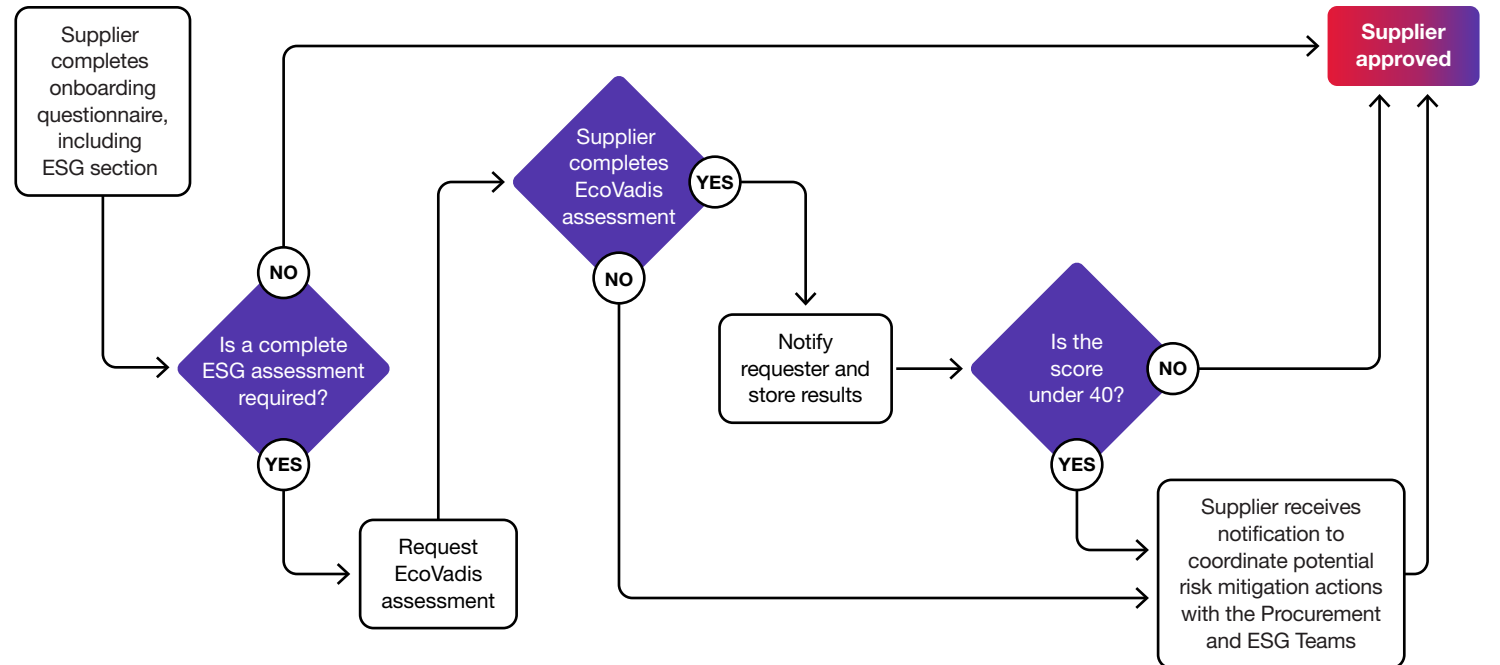 Supplier
completes
onboarding
questionnaire,
including
ESG section
Is a complete
ESG assessment
required?
NO
YES
Request
EcoVadis
assessment
Supplier
completes
EcoVadis
assessment
YES
NO
Notify
requester and
store results
Is the
score
under 40?
NO
YES
Supplier receives
notification to
coordinate potential
risk mitigation actions
with the Procurement
and ESG Teams
Supplier
approved